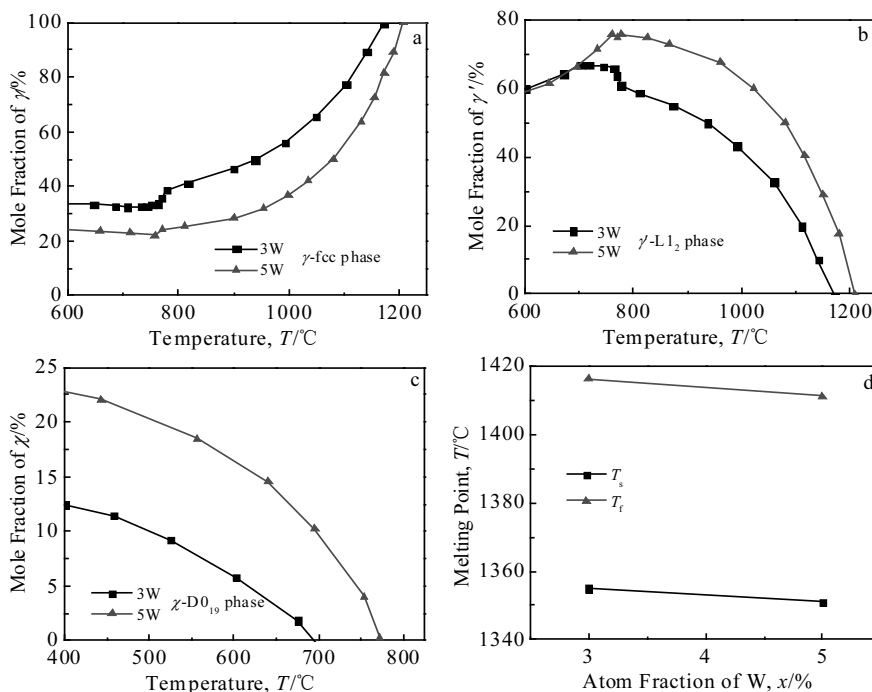 100
80
60
40
20
0
Mole Fraction of γ/%
a
3W
5W
γ-fcc phase
600 800 1000 1200
Temperature, T/℃
80
60
40
20
0
Mole Fraction of γ′/%
b
3W
5W
γ′-L1₂ phase
600 800 1000 1200
Temperature, T/℃
25
20
15
10
5
0
Mole Fraction of χ/%
c
3W
5W
χ-D0₁₉ phase
400 500 600 700 800
Temperature, T/℃
1420
1400
1380
1360
1340
Melting Point, T/℃
d
Tₛ
T_f
3 4 5
Atom Fraction of W, x/%